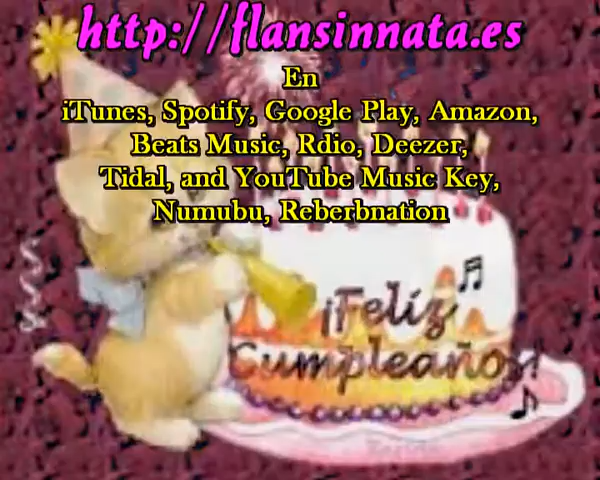 http://flansinnata.es
En
iTunes, Spotify, Google Play, Amazon,
Beats Music, Rdio, Deezer,
Tidal, and YouTube Music Key,
Numubu, Reberbnation
¡Feliz
Cumpleaños!